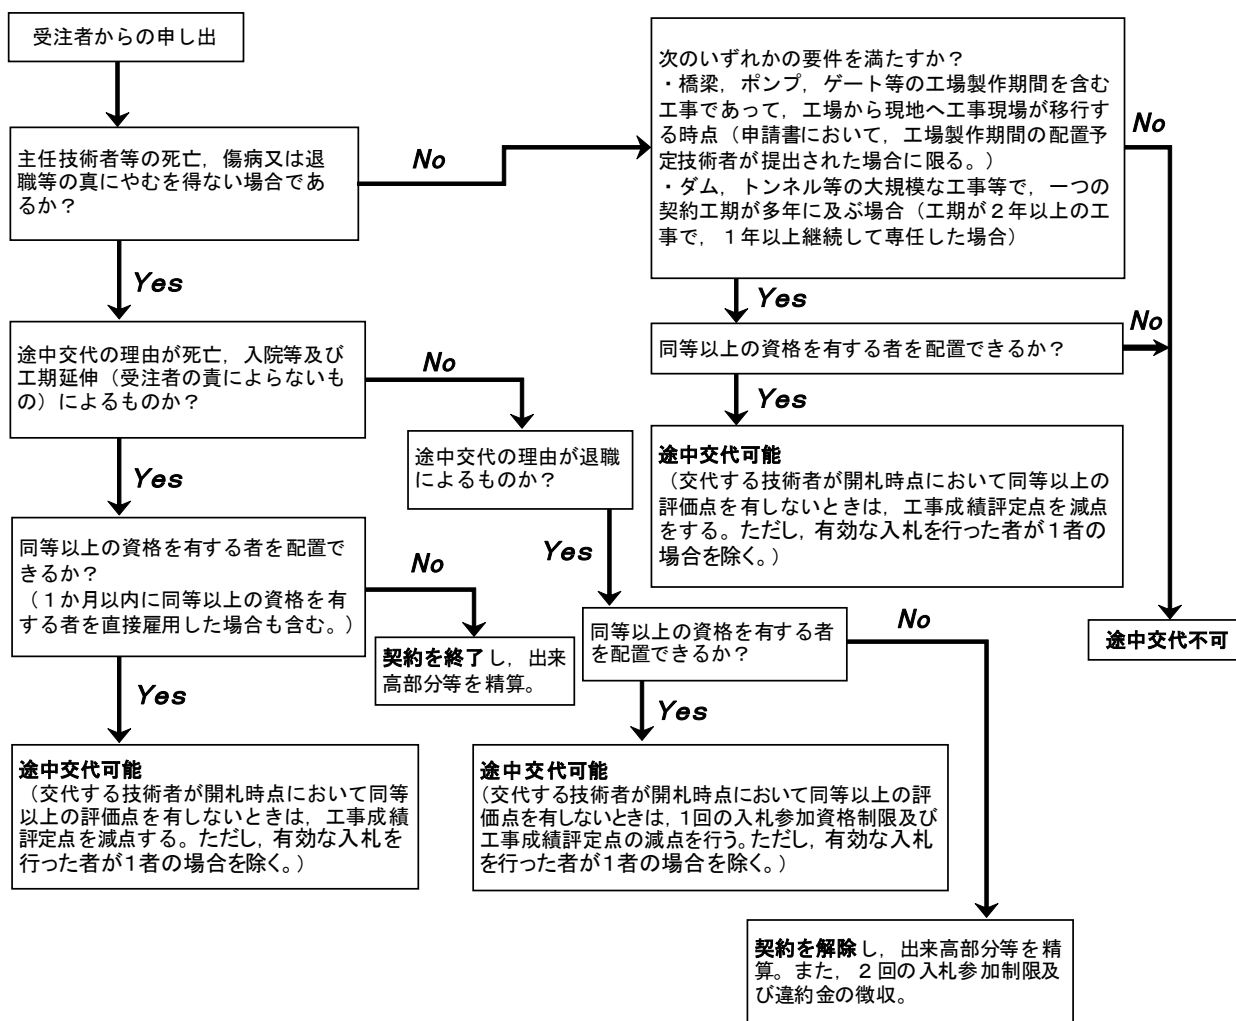 受注者からの申し出
主任技術者等の死亡，傷病又は退
職等の真にやむを得ない場合であ
るか？
No
Yes
次のいずれかの要件を満たすか？
・橋梁，ポンプ，ゲート等の工場製作期間を含む
工事であって，工場から現地へ工事現場が移行す
る時点（申請書において，工場製作期間の配置予
定技術者が提出された場合に限る。）
・ダム，トンネル等の大規模な工事等で，一つの
契約工期が多年に及ぶ場合（工期が２年以上の工
事で，１年以上継続して専任した場合）
No
Yes
同等以上の資格を有する者を配置できるか？
No
Yes
途中交代可能
（交代する技術者が開札時点において同等以上の
評価点を有しないときは，工事成績評定点を減点
をする。ただし，有効な入札を行った者が１者の
場合を除く。）
途中交代不可
途中交代の理由が死亡，入院等及び
工期延伸（受注者の責によらないも
の）によるものか？
No
Yes
途中交代の理由が退職
によるものか？
Yes
同等以上の資格を有する者を配置で
きるか？
（１か月以内に同等以上の資格を有
する者を直接雇用した場合も含む。）
No
Yes
契約を終了し，出来
高部分等を精算。
同等以上の資格を有する者
を配置できるか？
No
Yes
途中交代可能
（交代する技術者が開札時点において同等
以上の評価点を有しないときは，工事成績
評定点を減点する。ただし，有効な入札を
行った者が１者の場合を除く。）
途中交代可能
（交代する技術者が開札時点において同等以上の評
価点を有しないときは，1回の入札参加資格制限及び
工事成績評定点の減点を行う。ただし，有効な入札
を行った者が１者の場合を除く。）
契約を解除し，出来高部分等を精
算。また，２回の入札参加制限及
び違約金の徴収。